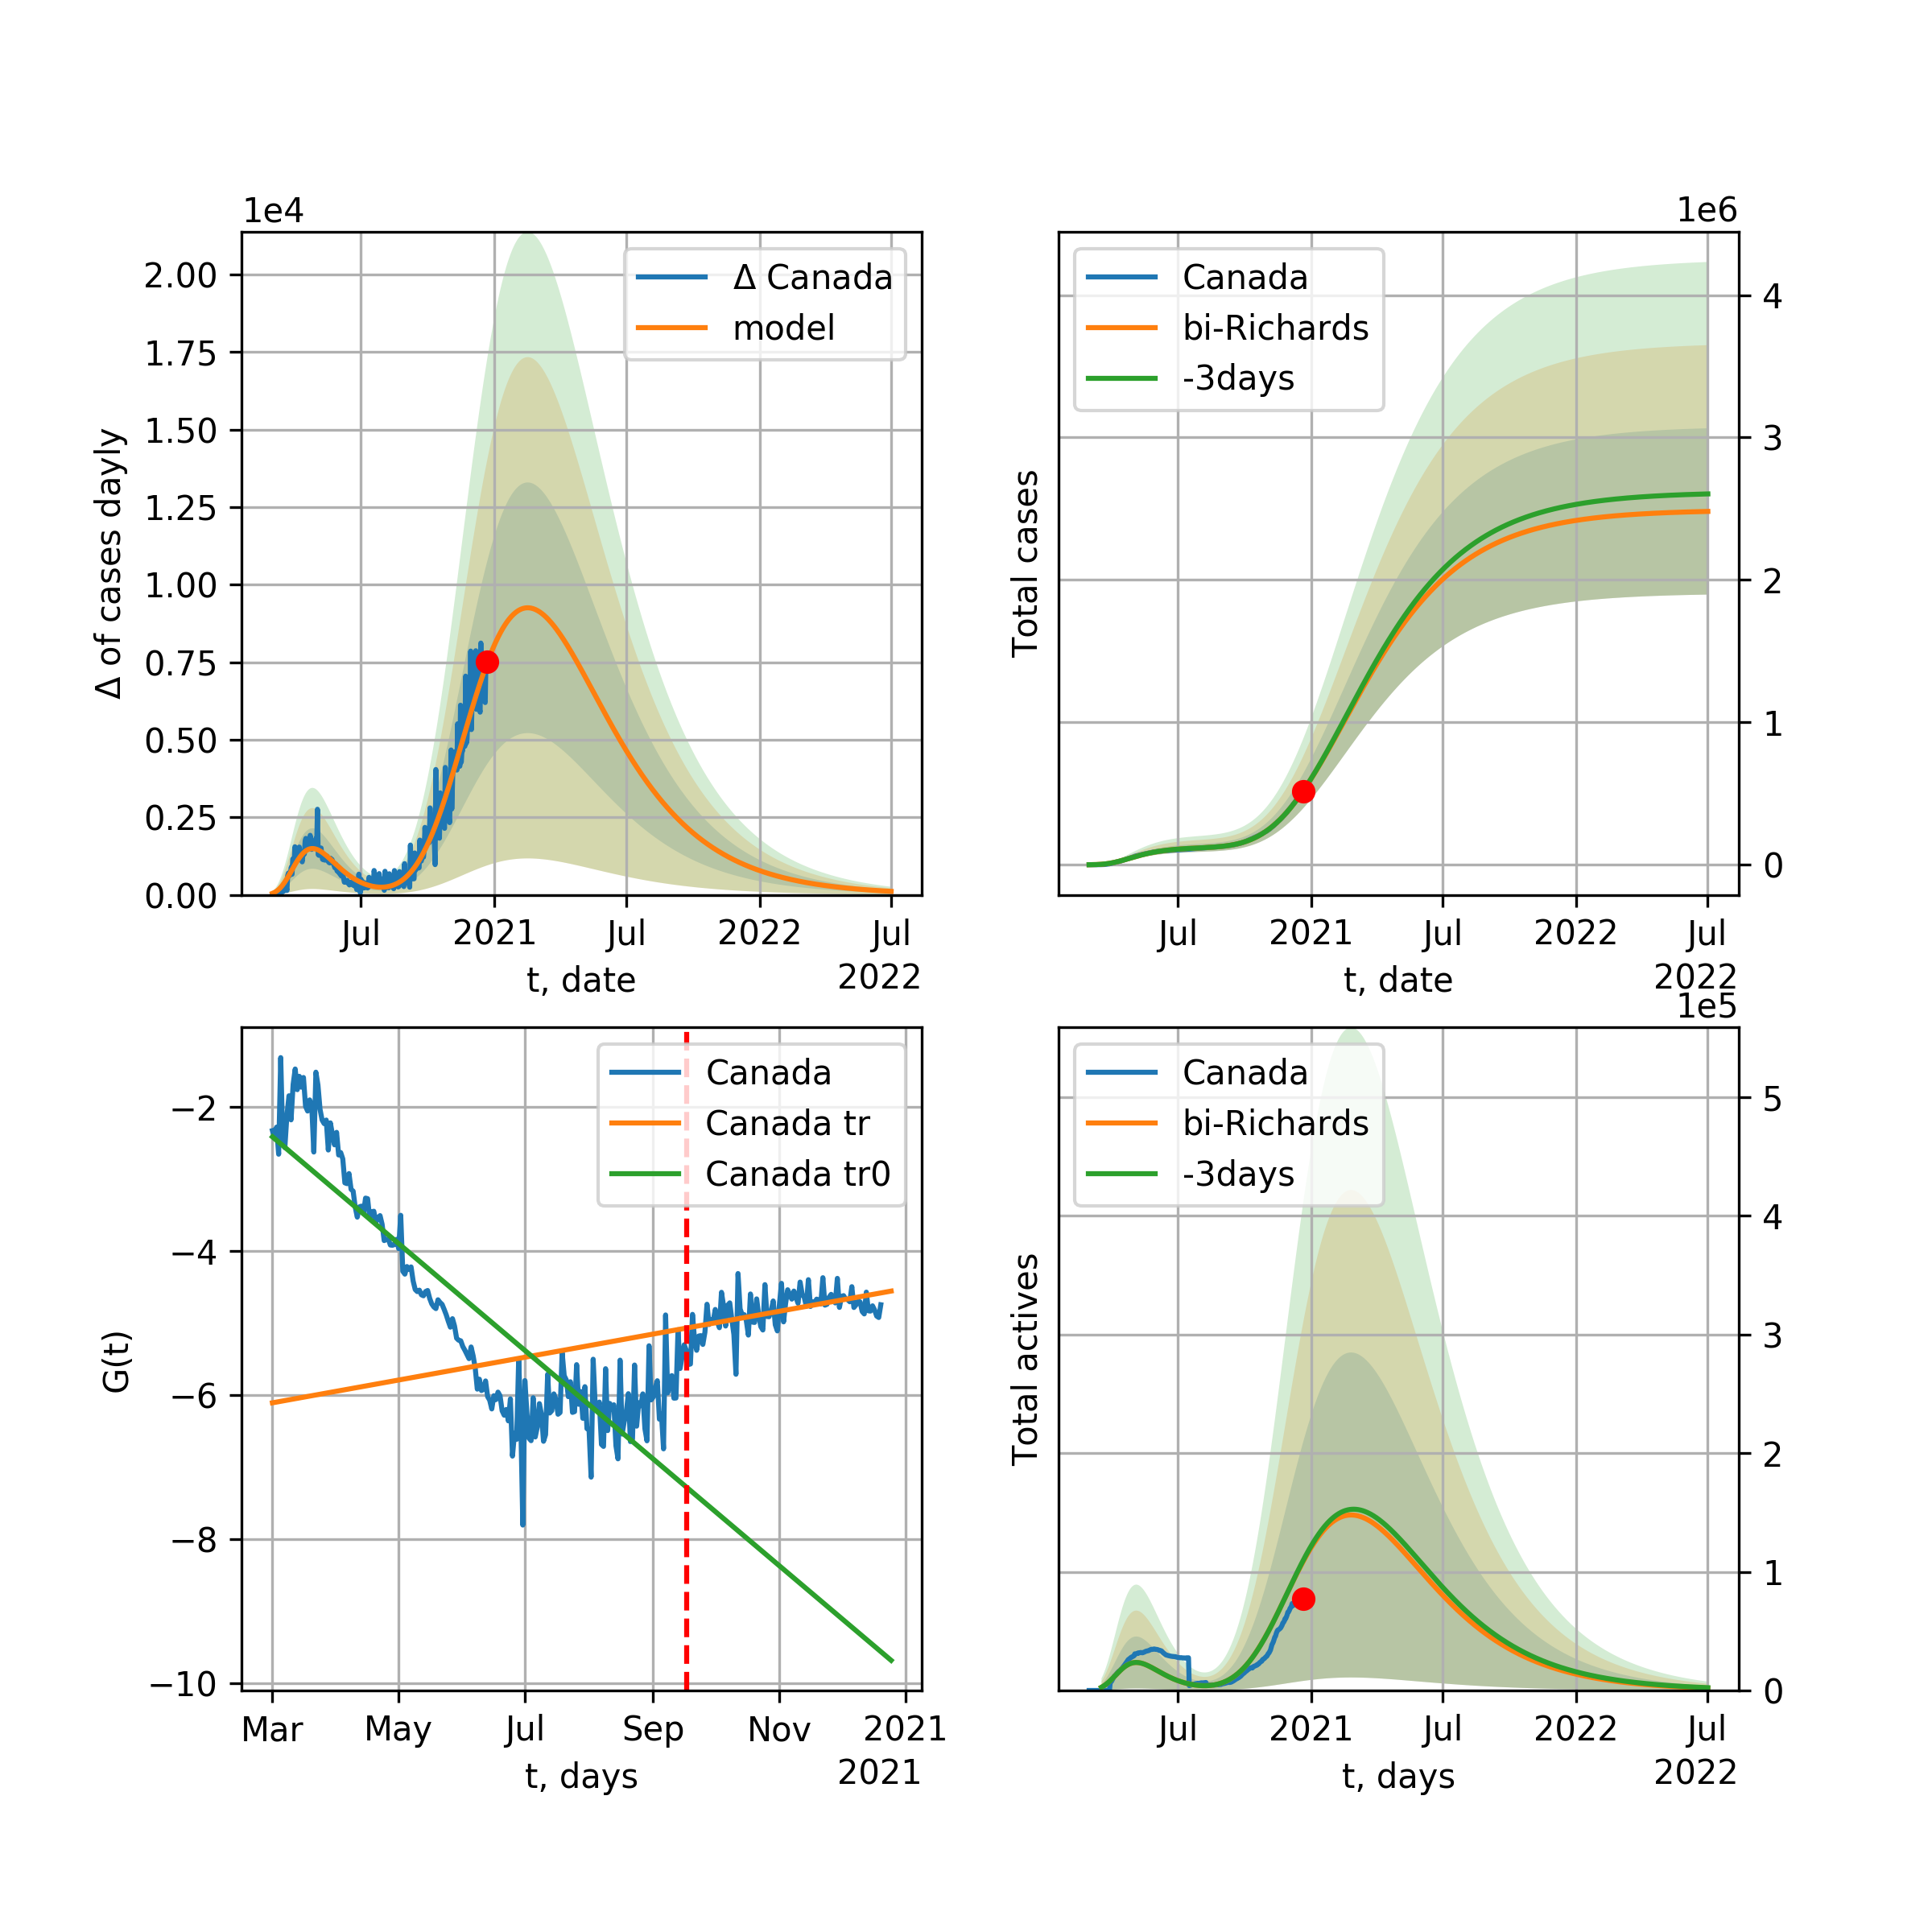 1e4
2.00
1.75
1.50
1.25
1.00
0.75
0.50
0.25
0.00
Δ of cases dayly
Δ Canada
model
Jul
2021
Jul
2022
Jul
2022
t, date
1e6
Canada
bi-Richards
-3days
Total cases
4
3
2
1
0
Jul
2021
Jul
2022
Jul
2022
t, date
−2
−4
−6
−8
−10
G(t)
Canada
Canada tr
Canada tr0
Mar
May
Jul
Sep
Nov
2021
2021
t, days
1e5
Canada
bi-Richards
-3days
Total actives
5
4
3
2
1
0
Jul
2021
Jul
2022
Jul
2022
t, days